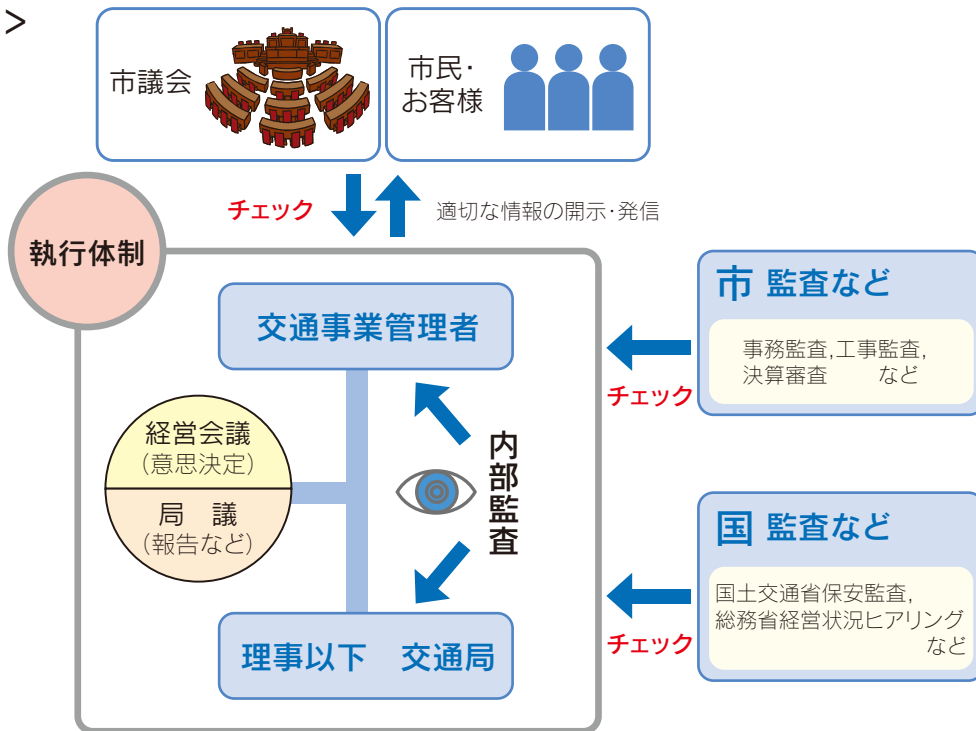 >
市議会
市民・
お客様
チェック
適切な情報の開示・発信
執行体制
交通事業管理者
経営会議
(意思決定)
局　議
(報告など)
内部監査
理事以下　交通局
市 監査など
事務監査,工事監査,
決算審査　　など
チェック
国 監査など
国土交通省保安監査,
総務省経営状況ヒアリング
など
チェック